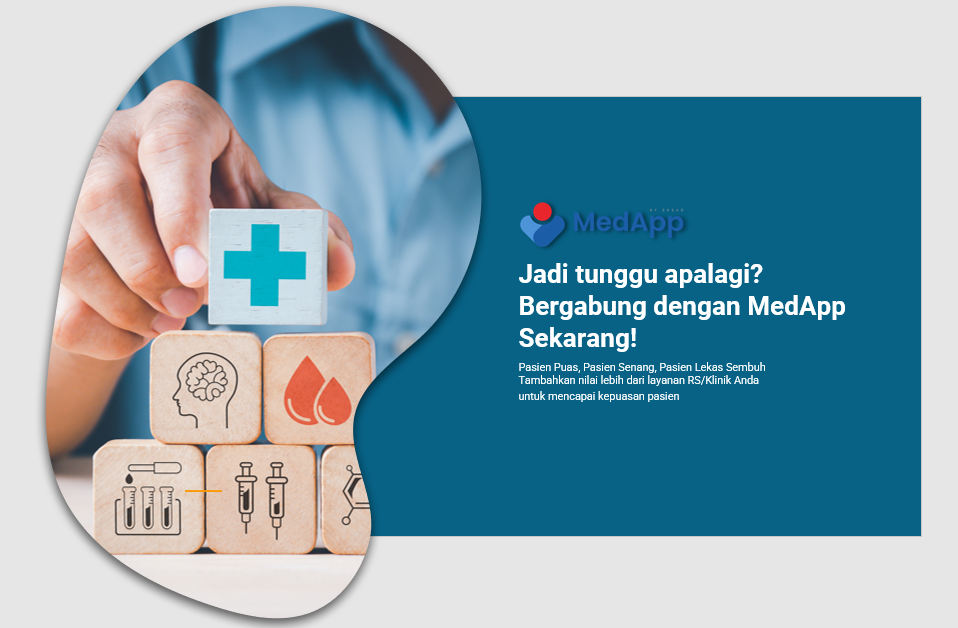 MedApp
Jadi tunggu apalagi?
Bergabung dengan MedApp
Sekarang!
Pasien Puas, Pasien Senang, Pasien Lekas Sembuh
Tambahkan nilai lebih dari layanan RS/Klinik Anda
untuk mencapai kepuasan pasien